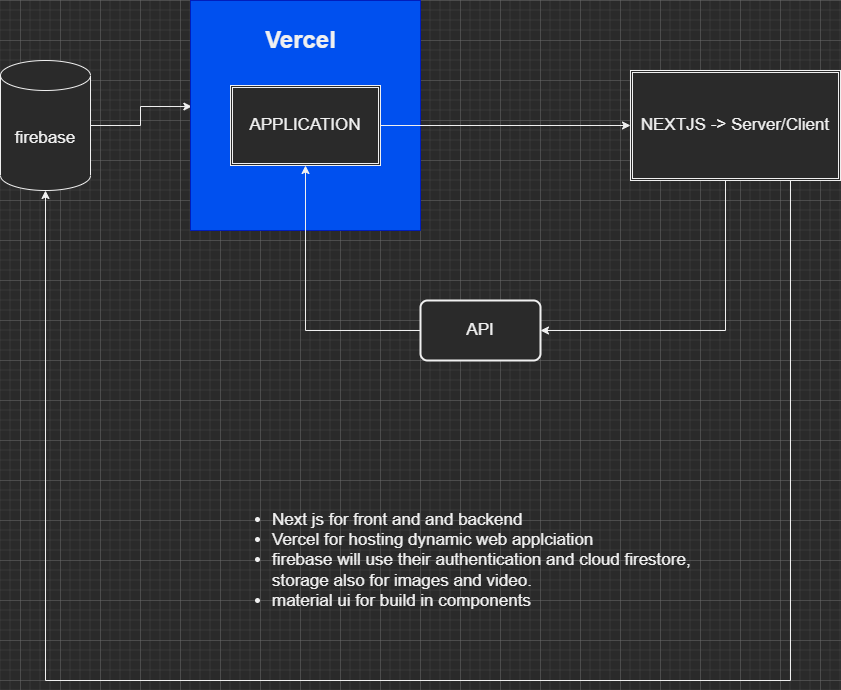 Vercel
firebase
APPLICATION
NEXTJS -> Server/Client
API
• Next js for front and and backend
• Vercel for hosting dynamic web applciation
• firebase will use their authentication and cloud firestore,
storage also for images and video.
• material ui for build in components